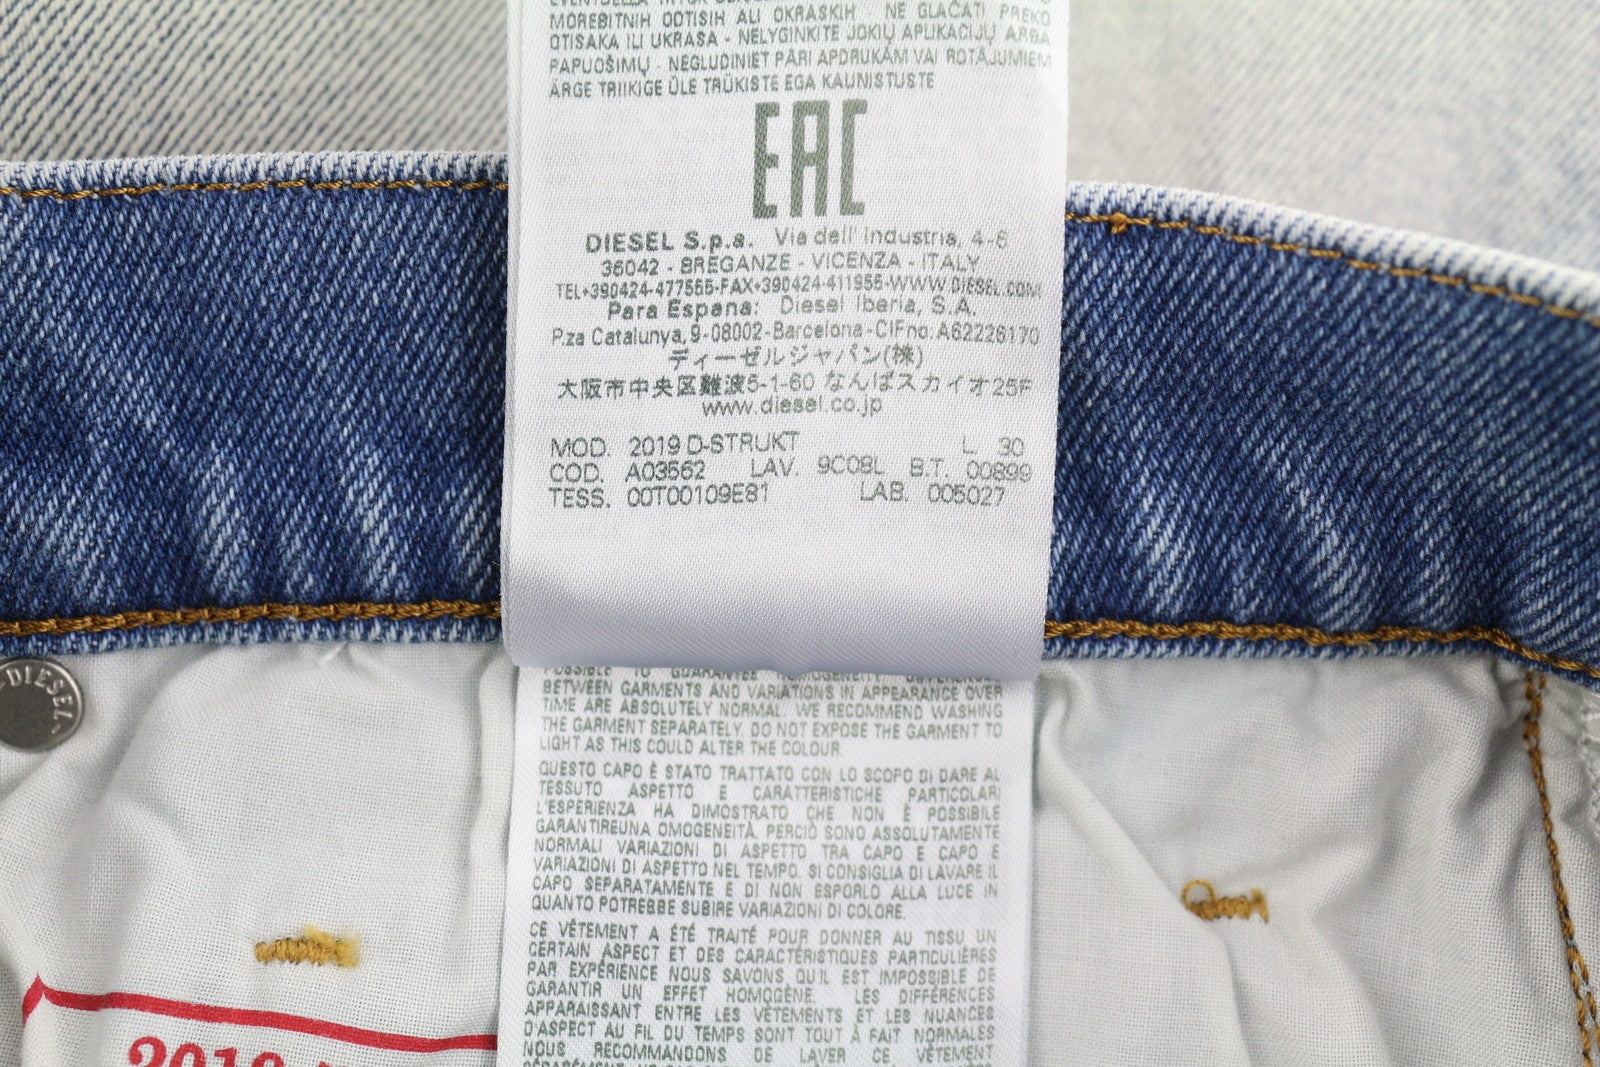 MOREBITNIH ODTISIH ALI OKRASKIH NE GLAČATI PREKO
OTISAKA ILI UKRASA - NELYGINKITE JOKIŲ APLIKACIJŲ ARBA
PAPUOŠIMŲ - NEGLUDINIET PĀRI APDRUKĀM VAI ROTĀJUMIEM
ÄRGE TRIIKIGE ÜLE TRÜKISTE EGA KAUNISTUSTE
EAC
DIESEL S.p.a. Via dell' Industria, 4-6
36042 - BREGANZE - VICENZA - ITALY
TEL+390424-477555-FAX+390424-411955-WWW.DIESEL.COM
Para Espana: Diesel Iberia, S.A.
P.za Catalunya, 9-08002-Barcelona-CIFno:A62226170
ディーゼルジャパン(株)
大阪市中央区難波5-1-60 なんばスカイオ25F
www.diesel.co.jp
MOD. 2019 D-STRUKT L 30
COD. A03562 LAV. 9C08L B.T. 00899
TESS. 00T00109E81 LAB. 005027
DIESEL
POSSIBLE TO GUARANTEE HOMOGENEITY. DIFFERENCE
BETWEEN GARMENTS AND VARIATIONS IN APPEARANCE OVER
TIME ARE ABSOLUTELY NORMAL. WE RECOMMEND WASHING
THE GARMENT SEPARATELY. DO NOT EXPOSE THE GARMENT TO
LIGHT AS THIS COULD ALTER THE COLOUR
QUESTO CAPO È STATO TRATTATO CON LO SCOPO DI DARE AL
TESSUTO ASPETTO E CARATTERISTICHE PARTICOLARI
L'ESPERIENZA HA DIMOSTRATO CHE NON È POSSIBILE
GARANTIREUNA OMOGENEITÀ. PERCIÒ SONO ASSOLUTAMENTE
NORMALI VARIAZIONI DI ASPETTO TRA CAPO E CAPO E
VARIAZIONI DI ASPETTO NEL TEMPO. SI CONSIGLIA DI LAVARE IL
CAPO SEPARATAMENTE E DI NON ESPORLO ALLA LUCE IN
QUANTO POTREBBE SUBIRE VARIAZIONI DI COLORE.
CE VÊTEMENT A ÉTÉ TRAITÉ POUR DONNER AU TISSU UN
CERTAIN ASPECT ET DES CARACTÉRISTIQUES PARTICULIÈRES
PAR EXPÉRIENCE NOUS SAVONS QU'IL EST IMPOSSIBLE DE
GARANTIR UN EFFET HOMOGÈNE. LES DIFFÉRENCES
APPARAISSANT ENTRE LES VÊTEMENTS ET LES NUANCES
D'ASPECT AU FIL DU TEMPS SONT TOUT À FAIT NORMALES
NOUS RECOMMANDONS DE LAVER CE VÊTEMENT
2019